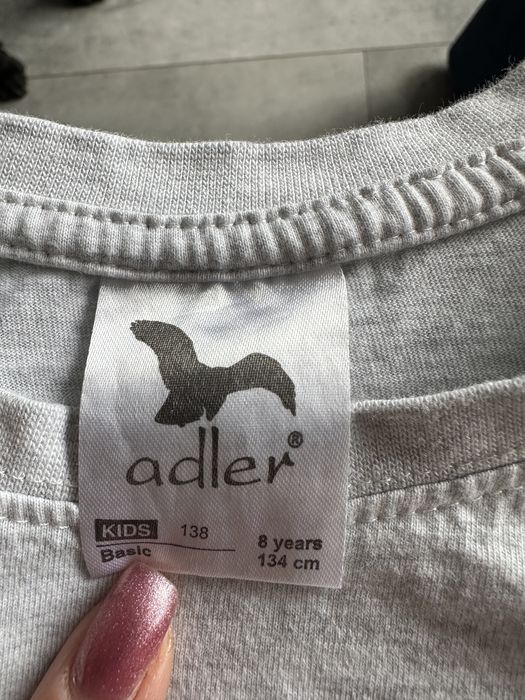 adler®
KIDS 138 8 years
Basic 134 cm